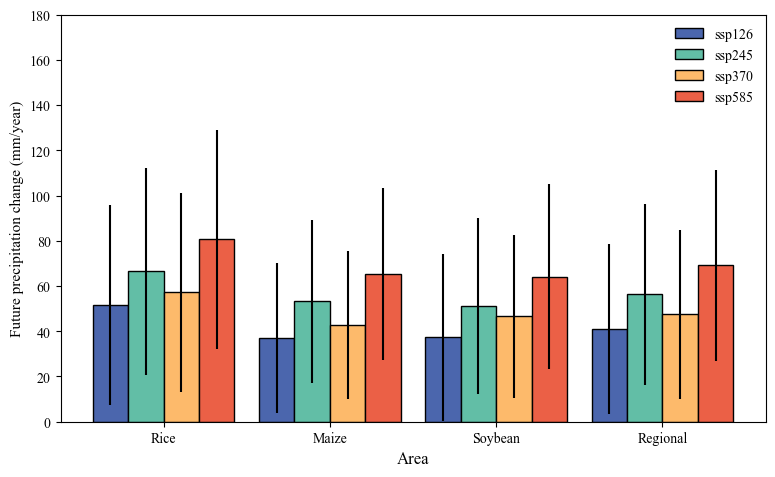 Future precipitation change (mm/year)
180
160
140
120
100
80
60
40
20
0
ssp126
ssp245
ssp370
ssp585
Rice
Maize
Soybean
Regional
Area